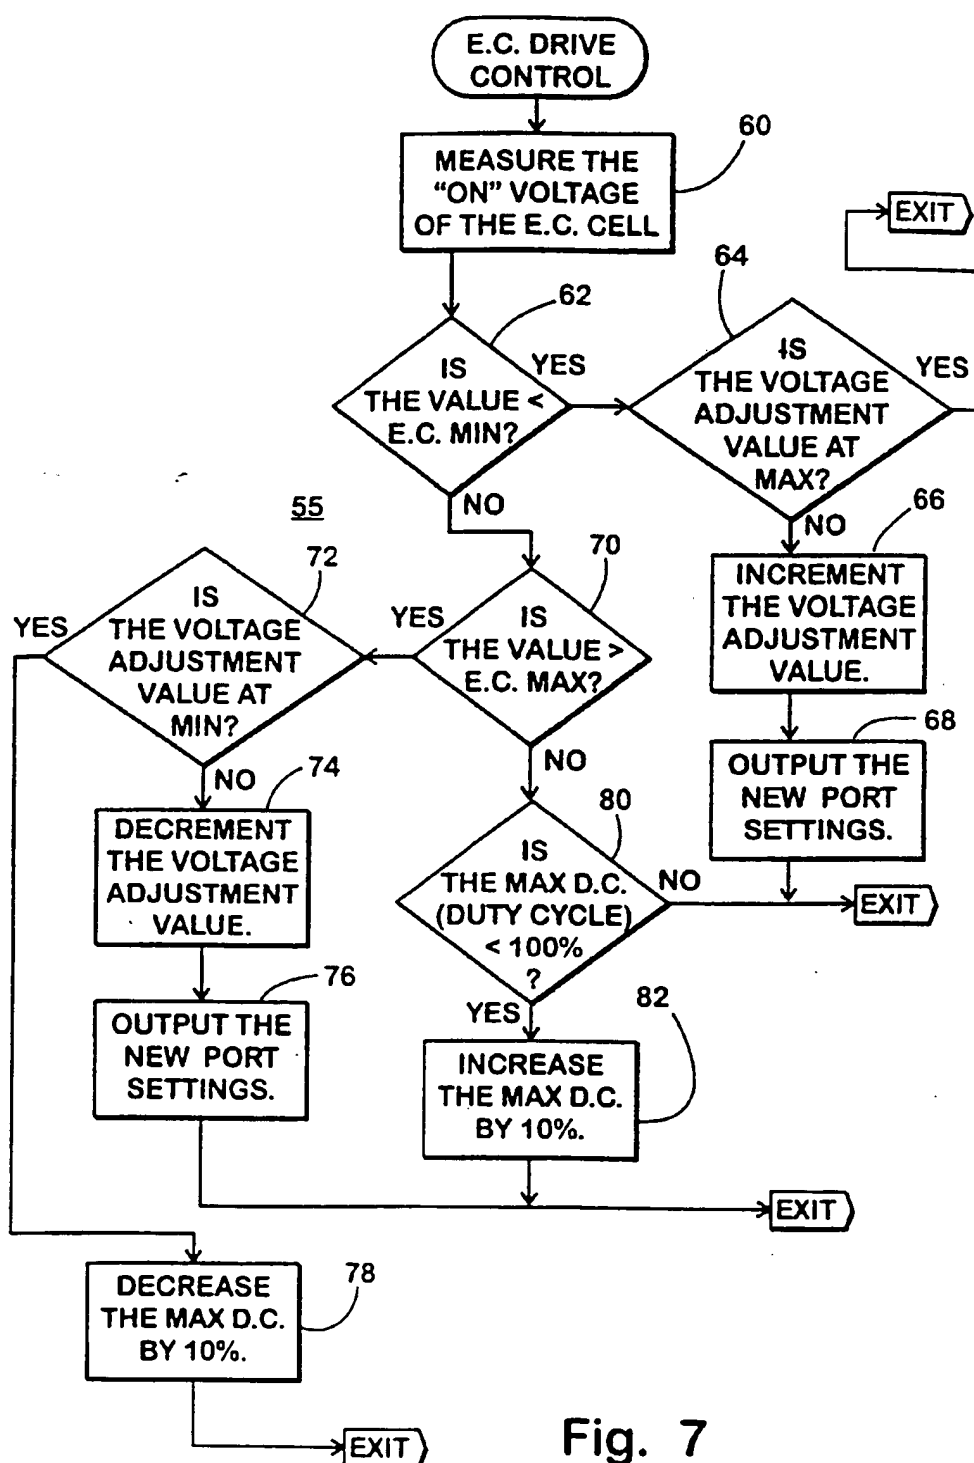 E.C. DRIVE
CONTROL
60
MEASURE THE
"ON" VOLTAGE
OF THE E.C. CELL
EXIT
64
62
IS
THE VALUE <
E.C. MIN?
YES
IS
THE VOLTAGE
ADJUSTMENT
VALUE AT
MAX?
YES
NO
NO
55
66
INCREMENT
THE VOLTAGE
ADJUSTMENT
VALUE.
72
70
IS
THE VALUE >
E.C. MAX?
YES
IS
THE VOLTAGE
ADJUSTMENT
VALUE AT
MIN?
YES
68
OUTPUT THE
NEW PORT
SETTINGS.
NO
NO
74
DECREMENT
THE VOLTAGE
ADJUSTMENT
VALUE.
80
IS
THE MAX D.C.
(DUTY CYCLE)
< 100%
?
NO
EXIT
76
OUTPUT THE
NEW PORT
SETTINGS.
YES
82
INCREASE
THE MAX D.C.
BY 10%.
EXIT
78
DECREASE
THE MAX D.C.
BY 10%.
EXIT
Fig. 7